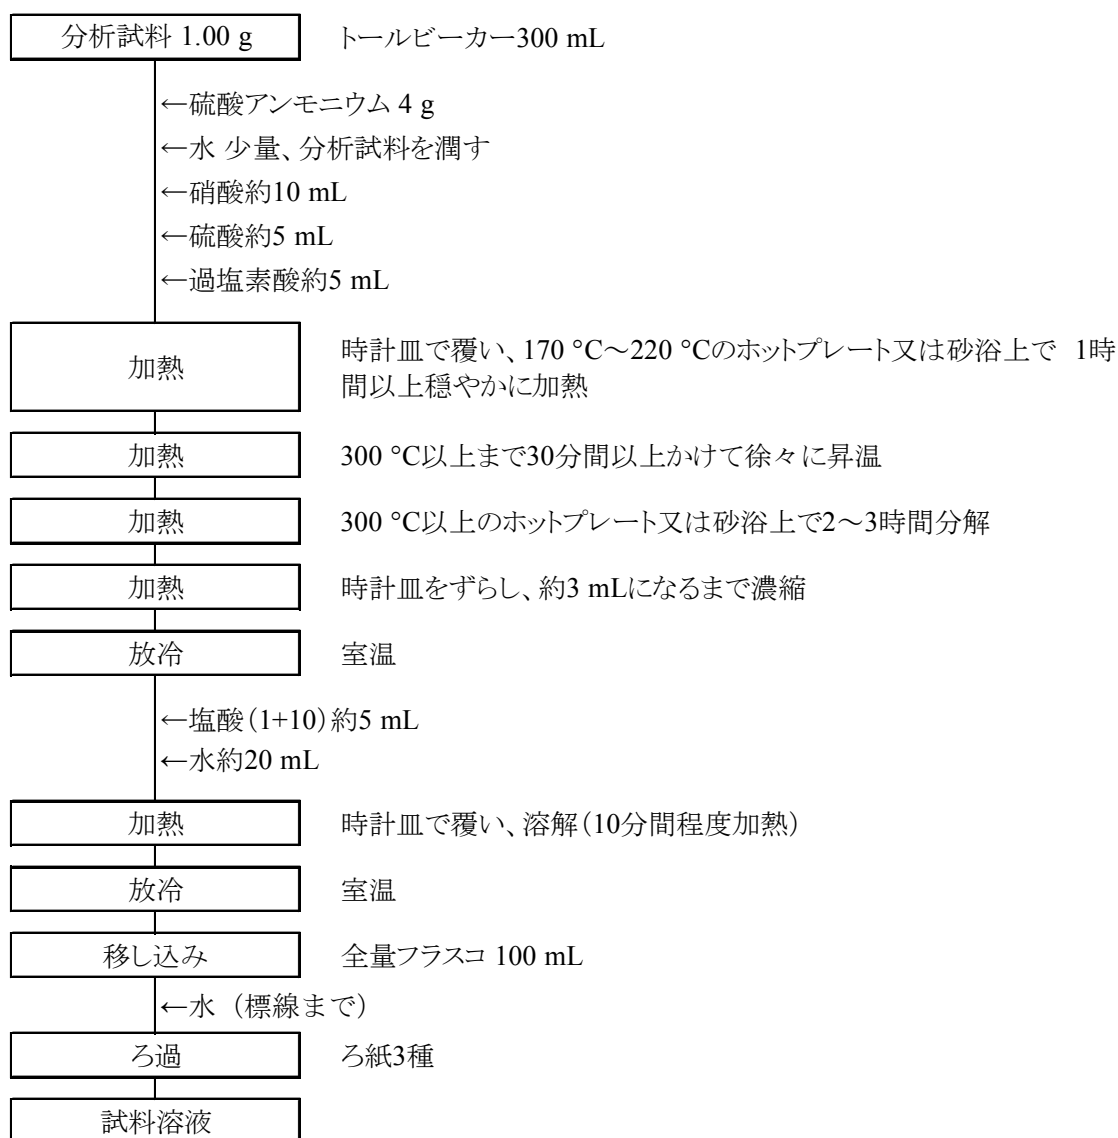 分析試料 1.00 g トールビーカー300 mL
←硫酸アンモニウム 4 g
←水 少量、分析試料を潤す
←硝酸約10 mL
←硫酸約5 mL
←過塩素酸約5 mL
加熱 時計皿で覆い、170 °C～220 °Cのホットプレート又は砂浴上で 1時
間以上穏やかに加熱
加熱 300 °C以上まで30分間以上かけて徐々に昇温
加熱 300 °C以上のホットプレート又は砂浴上で2～3時間分解
加熱 時計皿をずらし、約3 mLになるまで濃縮
放冷 室温
←塩酸（1+10）約5 mL
←水約20 mL
加熱 時計皿で覆い、溶解（10分間程度加熱）
放冷 室温
移し込み 全量フラスコ 100 mL
←水（標線まで）
ろ過 ろ紙3種
試料溶液